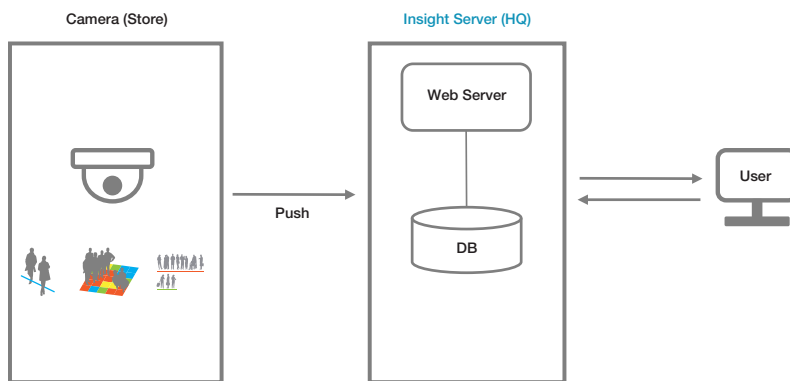 Camera (Store)
Insight Server (HQ)
Web Server
Push
User
DB